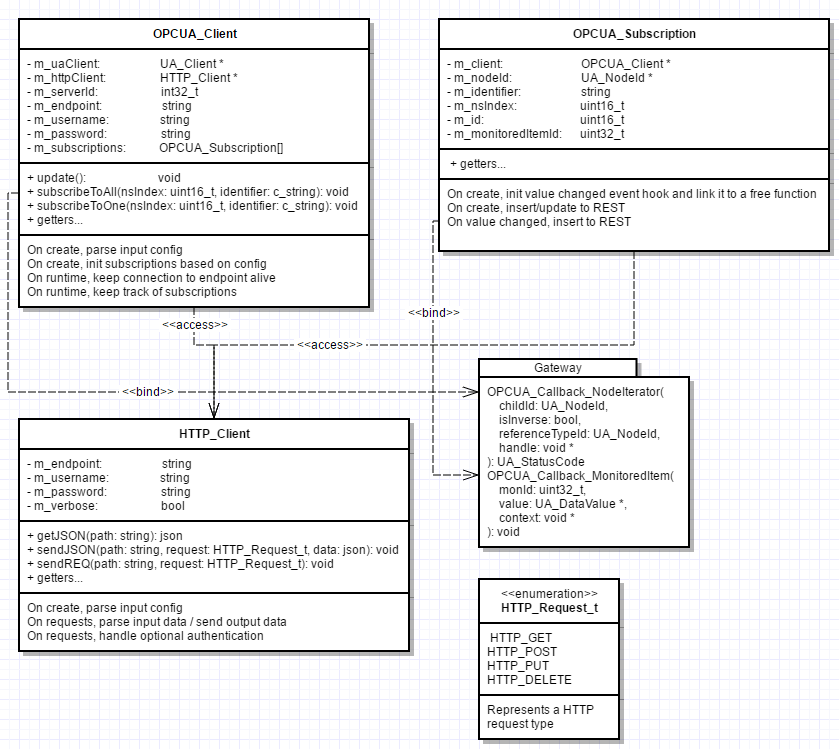 OPCUA_Client
- m_uaClient: UA_Client *
- m_httpClient: HTTP_Client *
- m_serverId: int32_t
- m_endpoint: string
- m_username: string
- m_password: string
- m_subscriptions: OPCUA_Subscription[]
+ update(): void
+ subscribeToAll(nsIndex: uint16_t, identifier: c_string): void
+ subscribeToOne(nsIndex: uint16_t, identifier: c_string): void
+ getters...
On create, parse input config
On create, init subscriptions based on config
On runtime, keep connection to endpoint alive
On runtime, keep track of subscriptions
OPCUA_Subscription
- m_client: OPCUA_Client *
- m_nodeId: UA_NodeId *
- m_identifier: string
- m_nsIndex: uint16_t
- m_id: uint16_t
- m_monitoredItemId: uint32_t
+ getters...
On create, init value changed event hook and link it to a free function
On create, insert/update to REST
On value changed, insert to REST
<<bind>>
<<access>>
<<access>>
<<bind>>
Gateway
OPCUA_Callback_NodeIterator(
childId: UA_NodeId,
isInverse: bool,
referenceTypeId: UA_NodeId,
handle: void *
): UA_StatusCode
OPCUA_Callback_MonitoredItem(
monId: uint32_t,
value: UA_DataValue *,
context: void *
): void
HTTP_Client
- m_endpoint: string
- m_username: string
- m_password: string
- m_verbose: bool
+ getJSON(path: string): json
+ sendJSON(path: string, request: HTTP_Request_t, data: json): void
+ sendREQ(path: string, request: HTTP_Request_t): void
+ getters...
On create, parse input config
On requests, parse input data / send output data
On requests, handle optional authentication
<<enumeration>>
HTTP_Request_t
HTTP_GET
HTTP_POST
HTTP_PUT
HTTP_DELETE
Represents a HTTP
request type